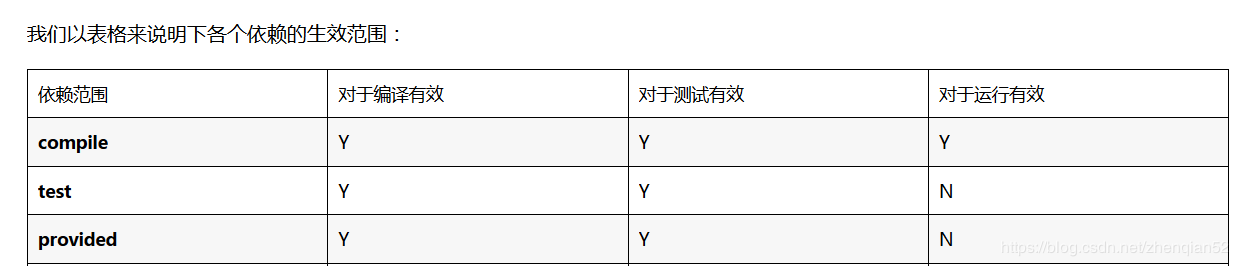 我们以表格来说明下各个依赖的生效范围：
依赖范围 对于编译有效 对于测试有效 对于运行有效
compile Y Y Y
test Y Y N
provided Y Y N
https://blog.csdn.net/zhenqian52